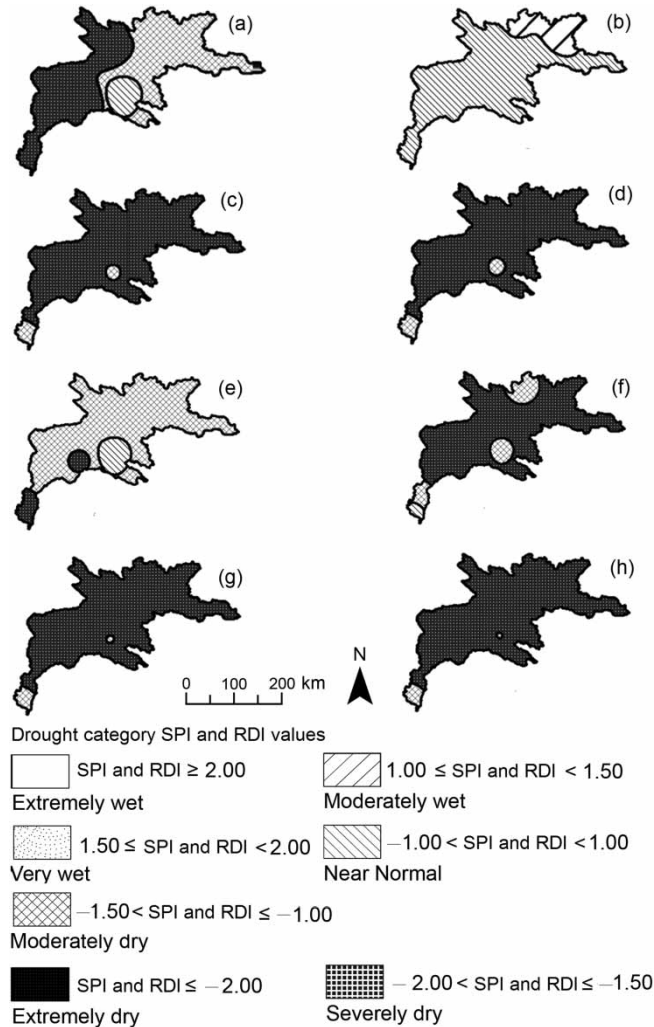 (a)
(b)
(c)
(d)
(e)
(f)
(g)
(h)
N
0 100 200 km
Drought category SPI and RDI values
SPI and RDI ≥ 2.00
Extremely wet
1.00 ≤ SPI and RDI < 1.50
Moderately wet
1.50 ≤ SPI and RDI < 2.00
Very wet
−1.00 < SPI and RDI < 1.00
Near Normal
−1.50 < SPI and RDI ≤ −1.00
Moderately dry
SPI and RDI ≤ −2.00
Extremely dry
− 2.00 < SPI and RDI ≤ −1.50
Severely dry